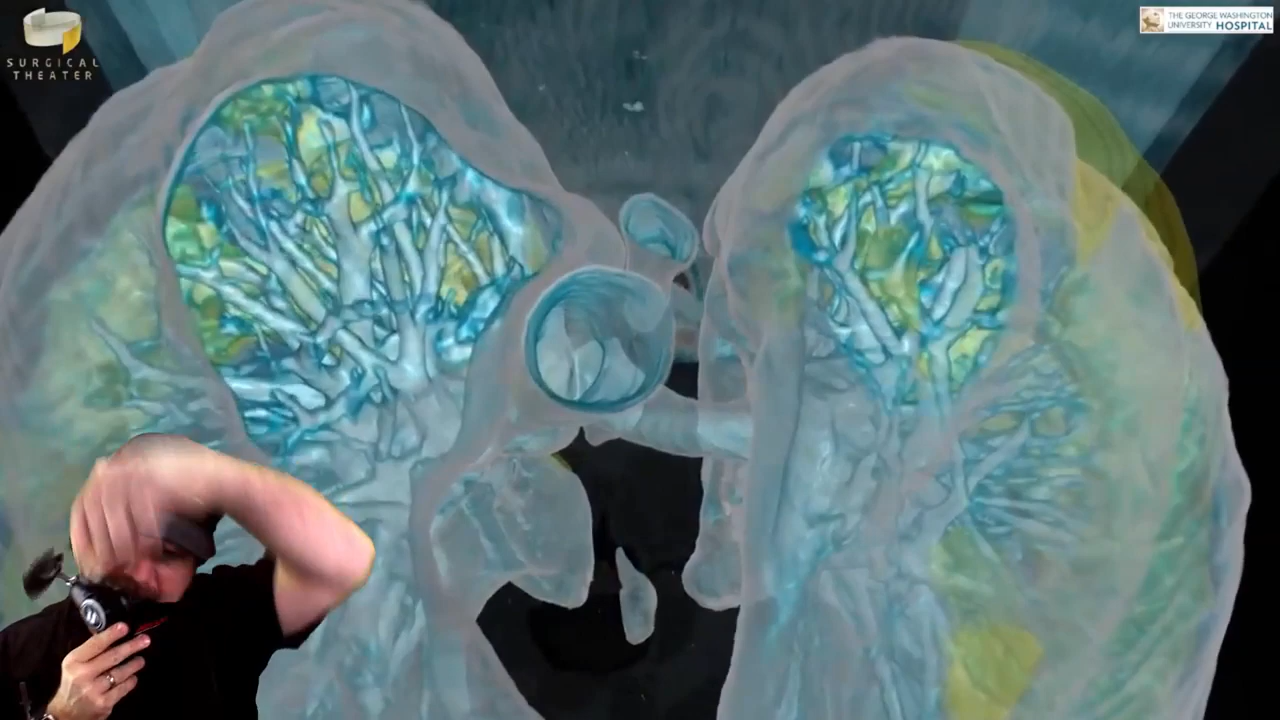 SURGICAL
THEATER
THE GEORGE WASHINGTON
UNIVERSITY HOSPITAL